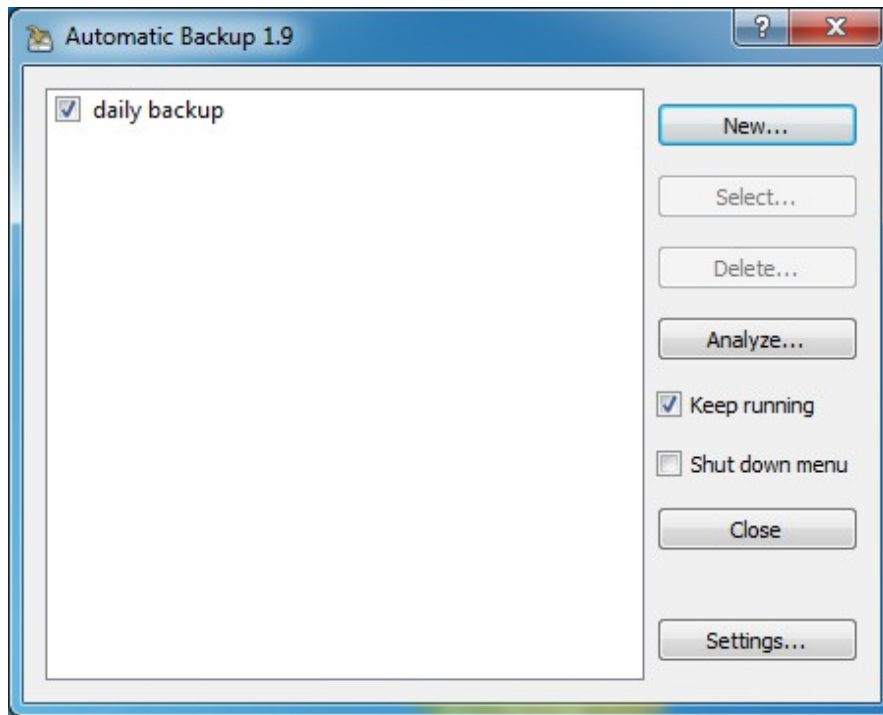 Automatic Backup 1.9
?
daily backup
New...
Select...
Delete...
Analyze...
Keep running
Shut down menu
Close
Settings...